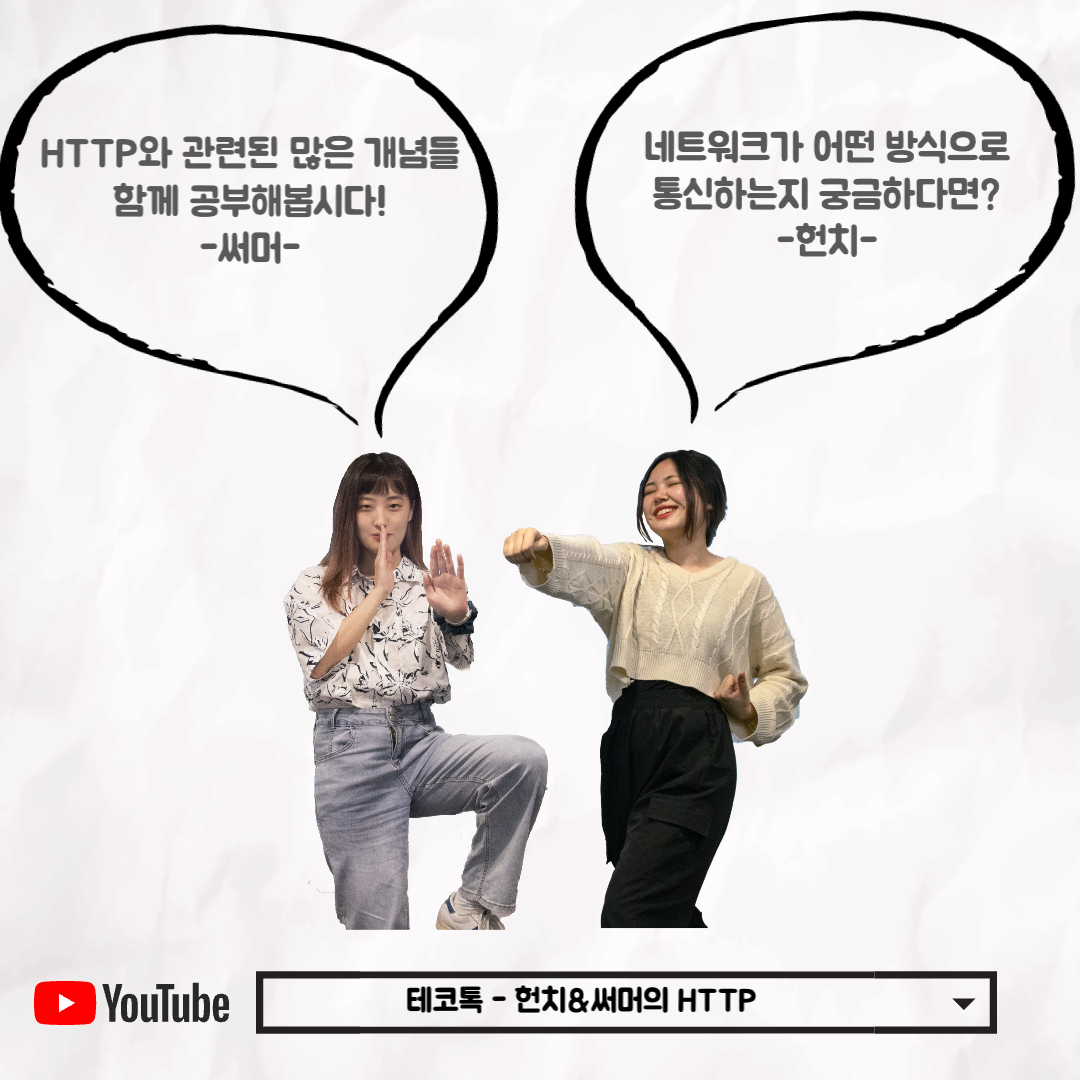 HTTP와 관련된 많은 개념들
함께 공부해봅시다!
-써머-
네트워크가 어떤 방식으로
통신하는지 궁금하다면?
-헌치-
YouTube
테코톡 - 헌치&써머의 HTTP